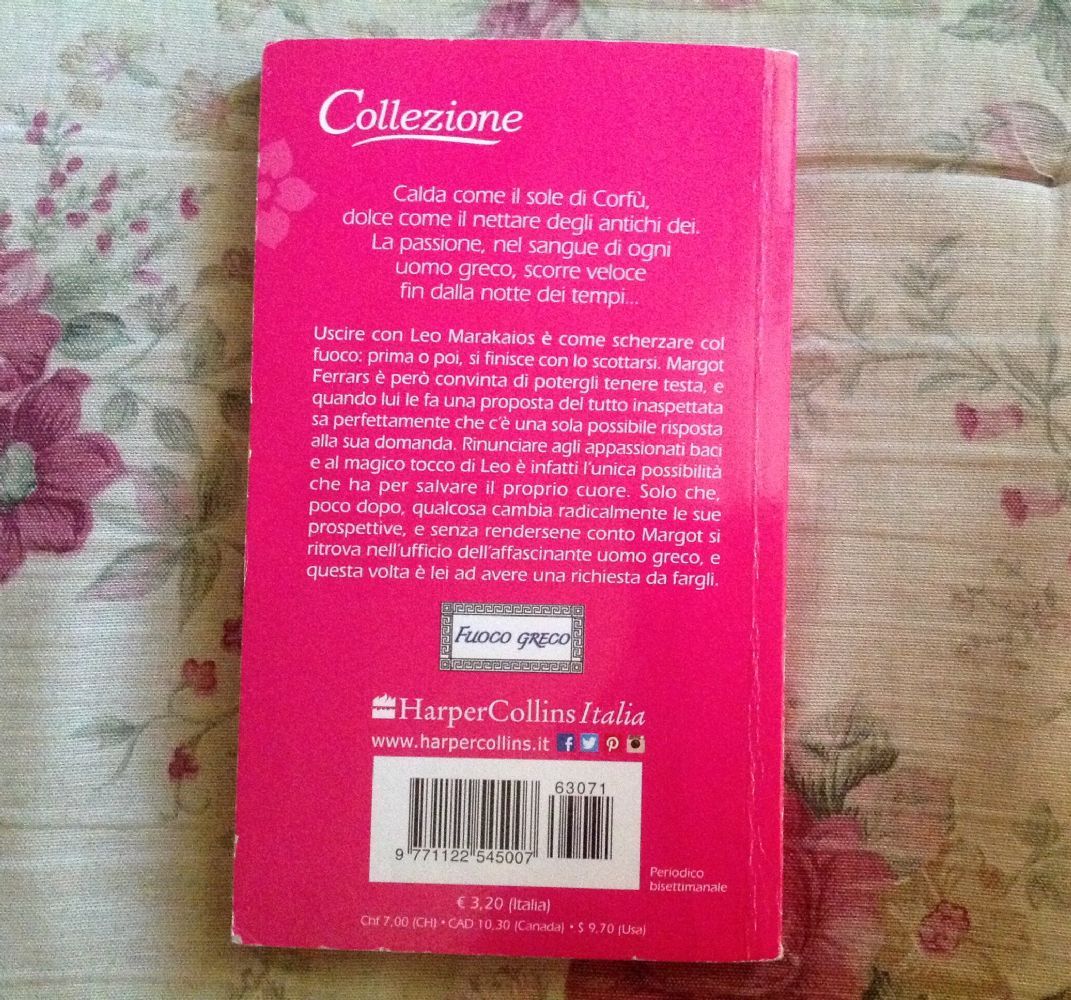 Collezione
Calda come il sole di Corfù,
dolce come il nettare degli antichi dei.
La passione, nel sangue di ogni
uomo greco, scorre veloce
fin dalla notte dei tempi...
Uscire con Leo Marakaios è come scherzare col
fuoco: prima o poi, si finisce con lo scottarsi. Margot
Ferrars è però convinta di potergli tenere testa, e
quando lui le fa una proposta del tutto inaspettata
sa perfettamente che c'è una sola possibile risposta
alla sua domanda. Rinunciare agli appassionati baci
e al magico tocco di Leo è infatti l'unica possibilità
che ha per salvare il proprio cuore. Solo che,
poco dopo, qualcosa cambia radicalmente le sue
prospettive, e senza rendersene conto Margot si
ritrova nell'ufficio dell'affascinante uomo greco, e
questa volta è lei ad avere una richiesta da fargli.
FUOCO GRECO
HarperCollins Italia
www.harpercollins.it
63071
9 771122 545007
Periodico
bisettimanale
€ 3,20 (Italia)
Chf 7,00 (CH) • CAD 10,30 (Canada) • $ 9,70 (Usa)